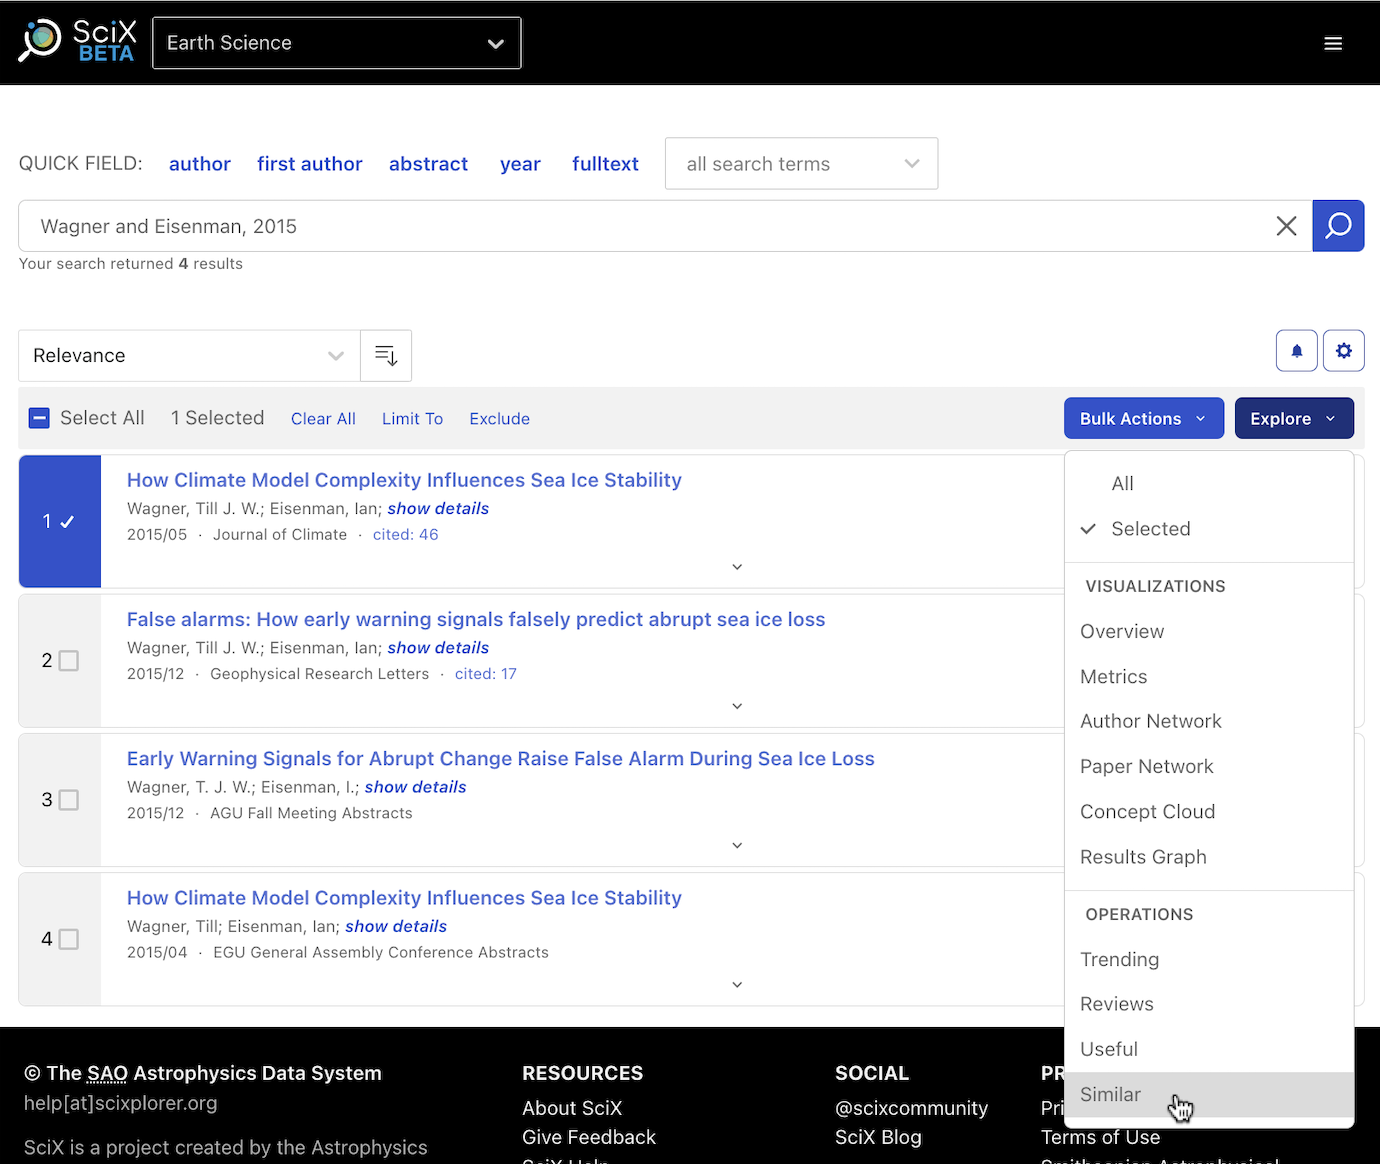 SciX
BETA
Earth Science
QUICK FIELD: author first author abstract year fulltext all search terms
Wagner and Eisenman, 2015
Your search returned 4 results
Relevance
Select All 1 Selected Clear All Limit To Exclude Bulk Actions Explore
1 How Climate Model Complexity Influences Sea Ice Stability
Wagner, Till J. W.; Eisenman, Ian; show details
2015/05 · Journal of Climate · cited: 46
2 False alarms: How early warning signals falsely predict abrupt sea ice loss
Wagner, Till J. W.; Eisenman, Ian; show details
2015/12 · Geophysical Research Letters · cited: 17
3 Early Warning Signals for Abrupt Change Raise False Alarm During Sea Ice Loss
Wagner, T. J. W.; Eisenman, I.; show details
2015/12 · AGU Fall Meeting Abstracts
4 How Climate Model Complexity Influences Sea Ice Stability
Wagner, Till; Eisenman, Ian; show details
2015/04 · EGU General Assembly Conference Abstracts
All
Selected
VISUALIZATIONS
Overview
Metrics
Author Network
Paper Network
Concept Cloud
Results Graph
OPERATIONS
Trending
Reviews
Useful
Similar
© The SAO Astrophysics Data System
help[at]scixplorer.org
SciX is a project created by the Astrophysics
RESOURCES
About SciX
Give Feedback
SciX Help
SOCIAL
@scixcommunity
SciX Blog
PR
Pri
Terms of Use
Smithsonian Astrophysical